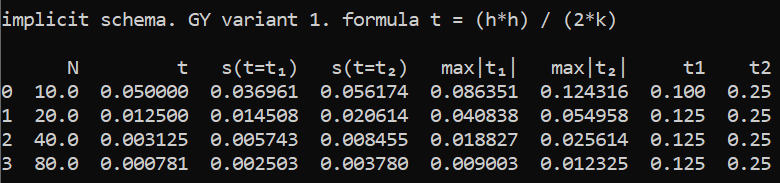 implicit schema. GY variant 1. formula t = (h*h) / (2*k)
N t s(t=t₁) s(t=t₂) max|t₁| max|t₂| t1 t2
0 10.0 0.050000 0.036961 0.056174 0.086351 0.124316 0.100 0.25
1 20.0 0.012500 0.014508 0.020614 0.040838 0.054958 0.125 0.25
2 40.0 0.003125 0.005743 0.008455 0.018827 0.025614 0.125 0.25
3 80.0 0.000781 0.002503 0.003780 0.009003 0.012325 0.125 0.25